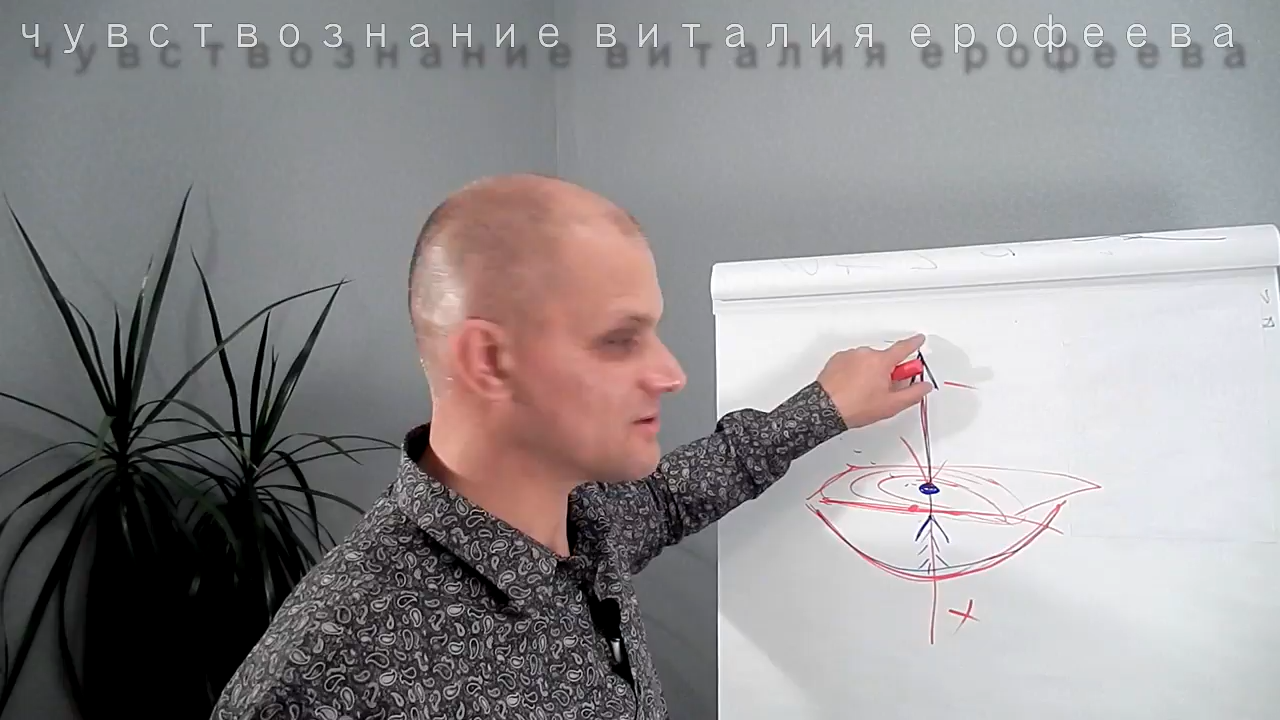 чувствознание виталия ерофеева